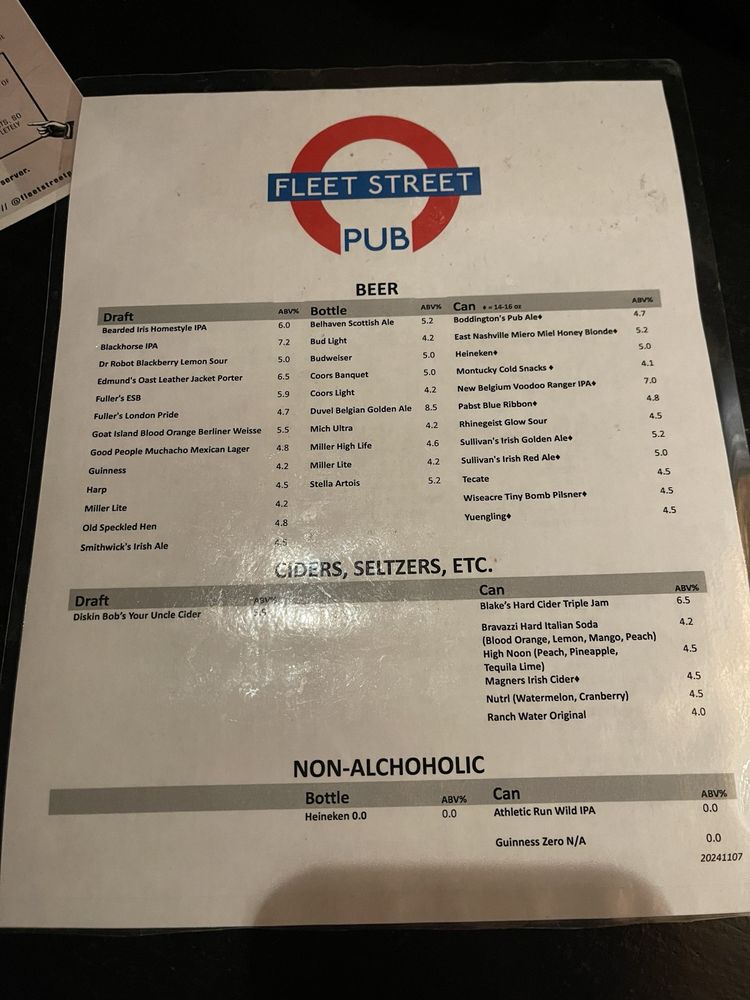 OF
TS, SO
LETELY
server.
// @fleetstreetp
FLEET STREET
PUB
BEER
Draft ABV%
Bearded Iris Homestyle IPA 6.0
Blackhorse IPA 7.2
Dr Robot Blackberry Lemon Sour 5.0
Edmund's Oast Leather Jacket Porter 6.5
Fuller's ESB 5.9
Fuller's London Pride 4.7
Goat Island Blood Orange Berliner Weisse 5.5
Good People Muchacho Mexican Lager 4.8
Guinness 4.2
Harp 4.5
Miller Lite 4.2
Old Speckled Hen 4.8
Smithwick's Irish Ale 4.5
Bottle ABV%
Belhaven Scottish Ale 5.2
Bud Light 4.2
Budweiser 5.0
Coors Banquet 5.0
Coors Light 4.2
Duvel Belgian Golden Ale 8.5
Mich Ultra 4.2
Miller High Life 4.6
Miller Lite 4.2
Stella Artois 5.2
Can ♦ = 14-16 oz ABV%
Boddington's Pub Ale♦ 4.7
East Nashville Miero Miel Honey Blonde♦ 5.2
Heineken♦ 5.0
Montucky Cold Snacks ♦ 4.1
New Belgium Voodoo Ranger IPA♦ 7.0
Pabst Blue Ribbon♦ 4.8
Rhinegeist Glow Sour 4.5
Sullivan's Irish Golden Ale♦ 5.2
Sullivan's Irish Red Ale♦ 5.0
Tecate 4.5
Wiseacre Tiny Bomb Pilsner♦ 4.5
Yuengling♦ 4.5
CIDERS, SELTZERS, ETC.
Draft ABV%
Diskin Bob's Your Uncle Cider
Can ABV%
Blake's Hard Cider Triple Jam 6.5
Bravazzi Hard Italian Soda 4.2
(Blood Orange, Lemon, Mango, Peach)
High Noon (Peach, Pineapple, 4.5
Tequila Lime)
Magners Irish Cider♦ 4.5
Nutrl (Watermelon, Cranberry) 4.5
Ranch Water Original 4.0
NON-ALCHOHOLIC
Bottle ABV%
Heineken 0.0 0.0
Can ABV%
Athletic Run Wild IPA 0.0
Guinness Zero N/A 0.0
20241107